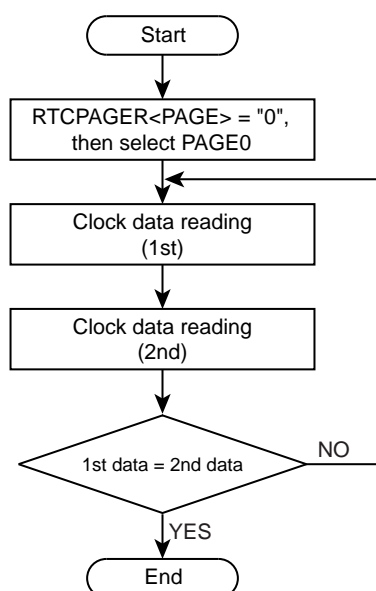 Start
RTCPAGER<PAGE> = "0",
then select PAGE0
Clock data reading
(1st)
Clock data reading
(2nd)
1st data = 2nd data
NO
YES
End